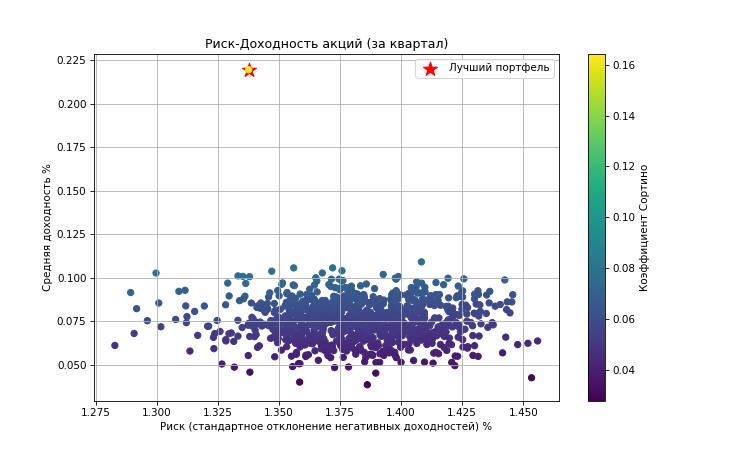 Риск-Доходность акций (за квартал)
Лучший портфель
Средняя доходность %
0.225
0.200
0.175
0.150
0.125
0.100
0.075
0.050
1.275 1.300 1.325 1.350 1.375 1.400 1.425 1.450
Риск (стандартное отклонение негативных доходностей) %
0.16
0.14
0.12
0.10
0.08
0.06
0.04
Коэффициент Сортино